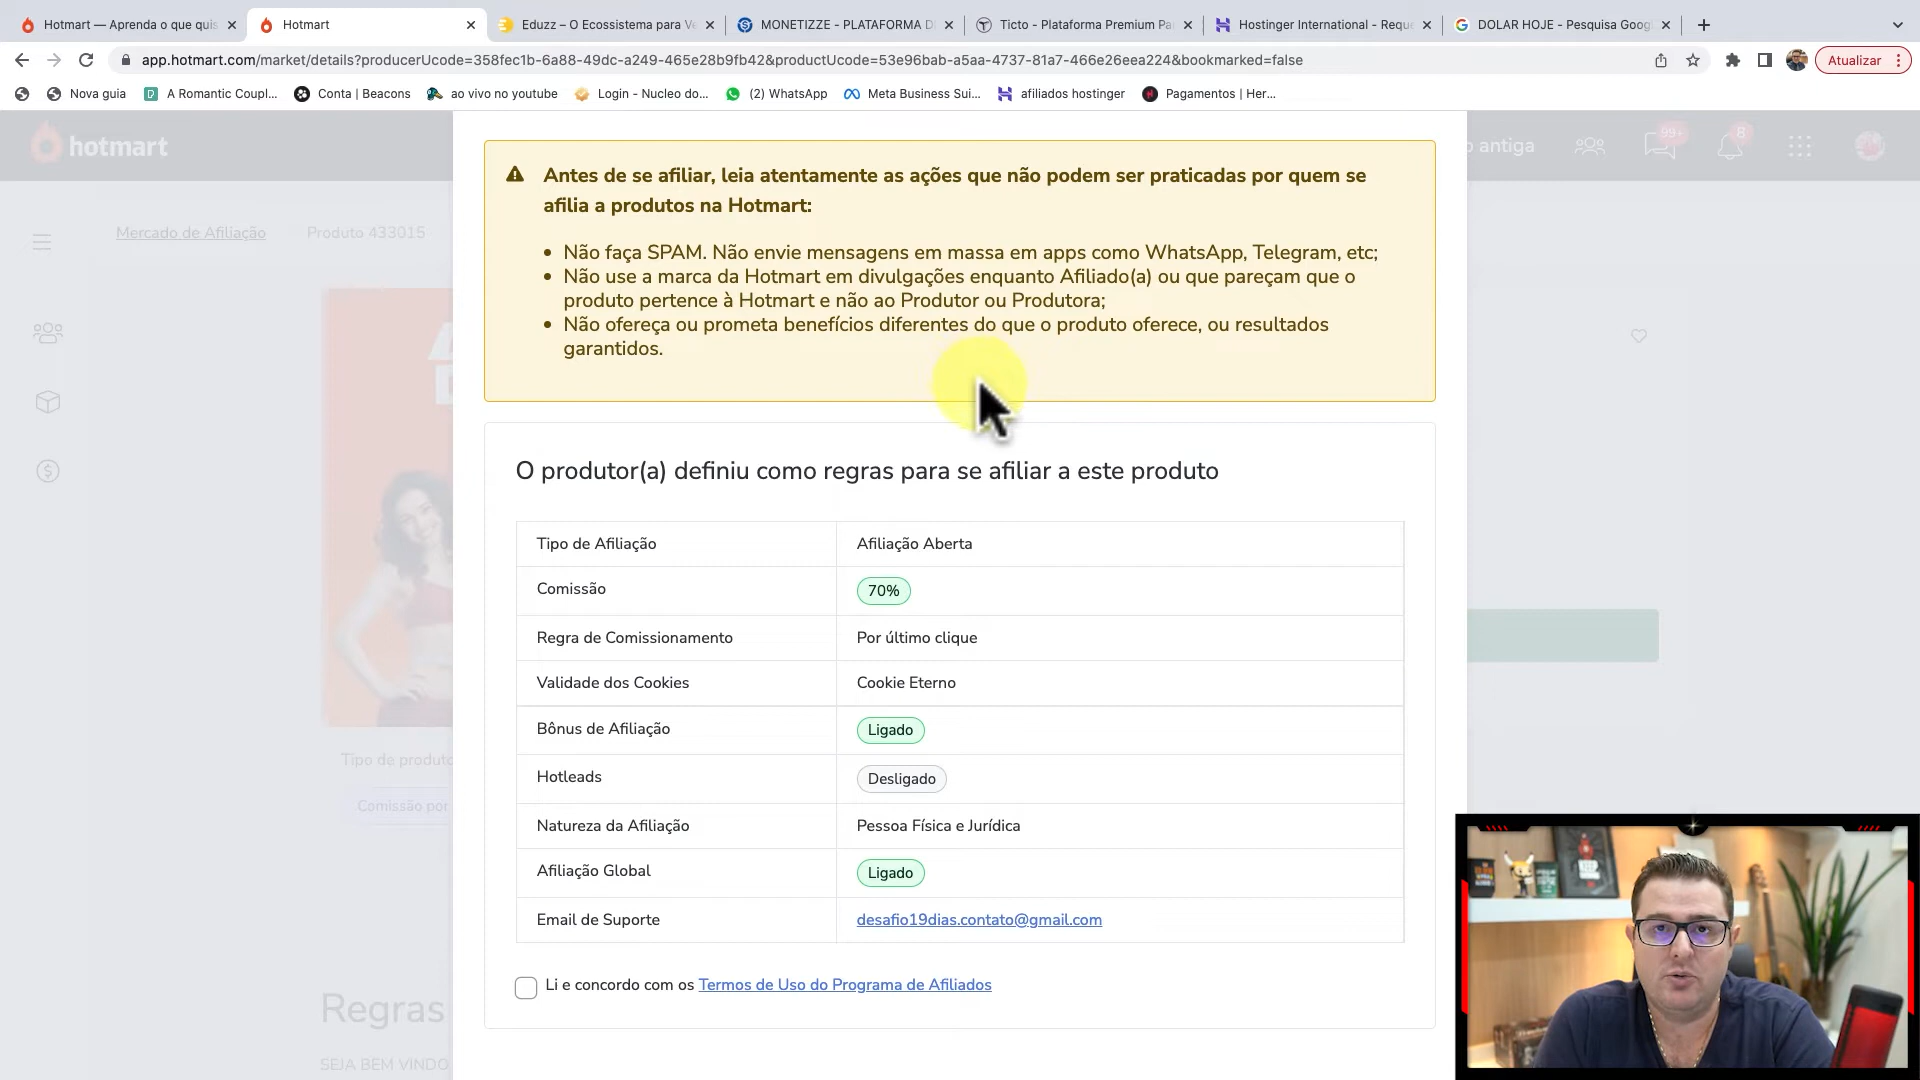 Hotmart — Aprenda o que quis
Hotmart
Eduzz – O Ecossistema para Ve
MONETIZZE - PLATAFORMA D
Ticto - Plataforma Premium Pa
Hostinger International - Reque
DOLAR HOJE - Pesquisa Goog
app.hotmart.com/market/details?producerUcode=358fec1b-6a88-49dc-a249-465e28b9fb42&productUcode=53e96bab-a5aa-4737-81a7-466e26eea224&bookmarked=false
Atualizar
Nova guia
A Romantic Coupl...
Conta | Beacons
ao vivo no youtube
Login - Nucleo do...
(2) WhatsApp
Meta Business Sui...
afiliados hostinger
Pagamentos | Her...
hotmart
o antiga
99+
8
Mercado de Afiliação
Produto 433015
Antes de se afiliar, leia atentamente as ações que não podem ser praticadas por quem se
afilia a produtos na Hotmart:
• Não faça SPAM. Não envie mensagens em massa em apps como WhatsApp, Telegram, etc;
• Não use a marca da Hotmart em divulgações enquanto Afiliado(a) ou que pareçam que o
produto pertence à Hotmart e não ao Produtor ou Produtora;
• Não ofereça ou prometa benefícios diferentes do que o produto oferece, ou resultados
garantidos.
O produtor(a) definiu como regras para se afiliar a este produto
Tipo de Afiliação
Afiliação Aberta
Comissão
70%
Regra de Comissionamento
Por último clique
Validade dos Cookies
Cookie Eterno
Bônus de Afiliação
Ligado
Hotleads
Desligado
Natureza da Afiliação
Pessoa Física e Jurídica
Afiliação Global
Ligado
Email de Suporte
desafio19dias.contato@gmail.com
Li e concordo com os Termos de Uso do Programa de Afiliados
Tipo de produto
Comissão por
Regras
SEJA BEM VINDO